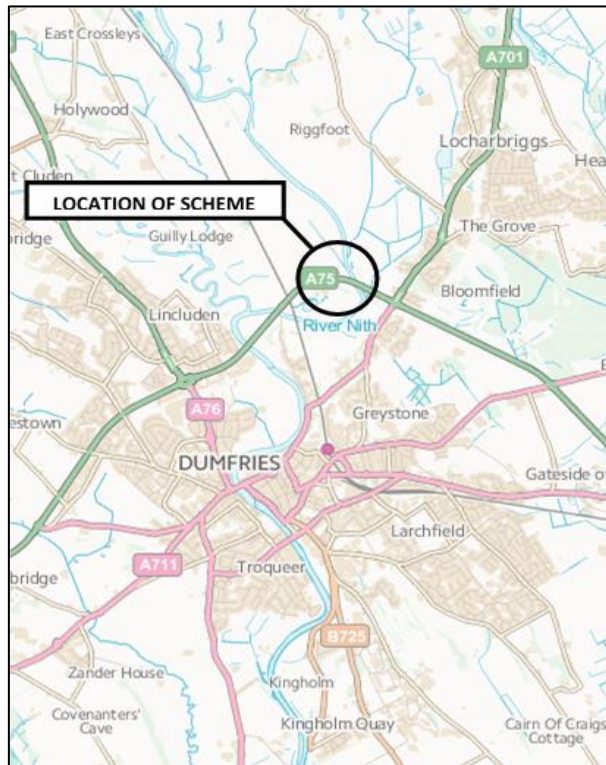 East Crossleys
A701
Holywood
Riggfoot
Locharbriggs
Hea
t Cluden
LOCATION OF SCHEME
The Grove
bridge
Guilly Lodge
A75
Bloomfield
Lincluden
River Nith
A76
Greystone
estown
DUMFRIES
Gateside of
Larchfield
A711
Troqueer
bridge
B725
Zander House
Kingholm
Covenanters'
Cave
Kingholm Quay
Cairn Of Craigs
Cottage